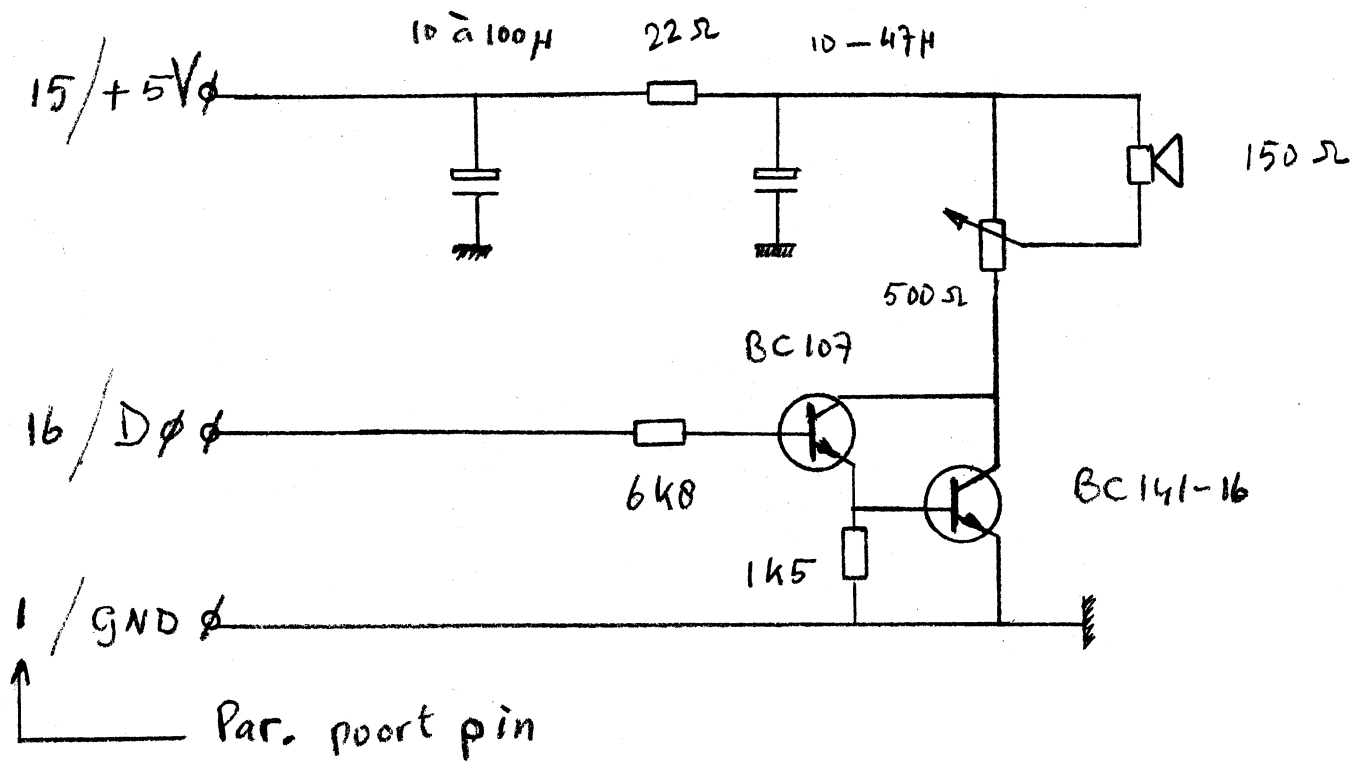 10 à 100µ
22Ω
10 – 47µ
15/+5V
150Ω
500Ω
BC107
16/DØ
6K8
BC141-16
1K5
1/GND
Par. poort pin